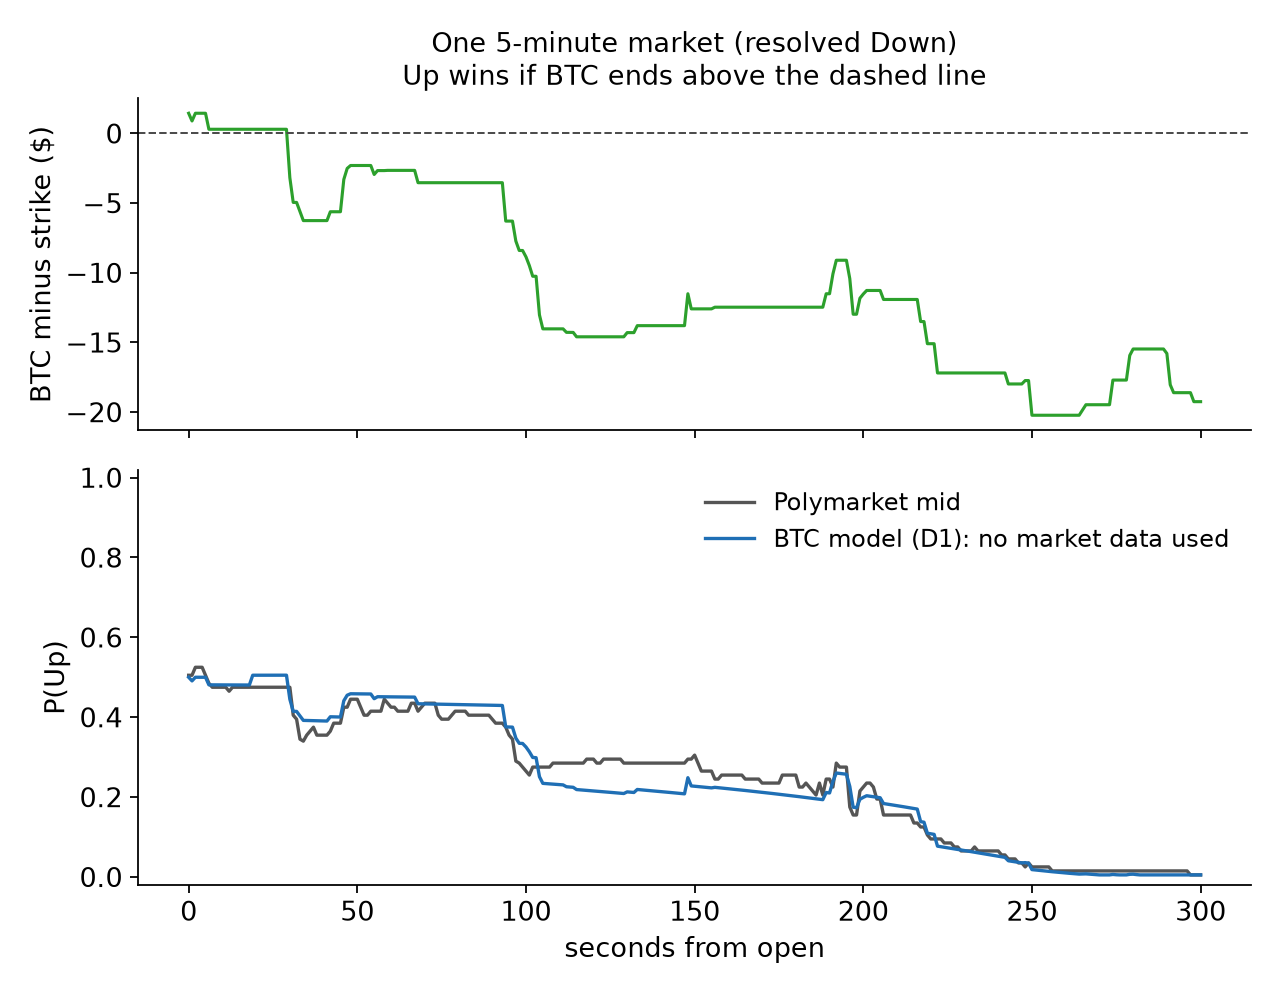 One 5-minute market (resolved Down)
Up wins if BTC ends above the dashed line
BTC minus strike ($)
0
−5
−10
−15
−20
P(Up)
1.0
0.8
0.6
0.4
0.2
0.0
Polymarket mid
BTC model (D1): no market data used
0 50 100 150 200 250 300
seconds from open